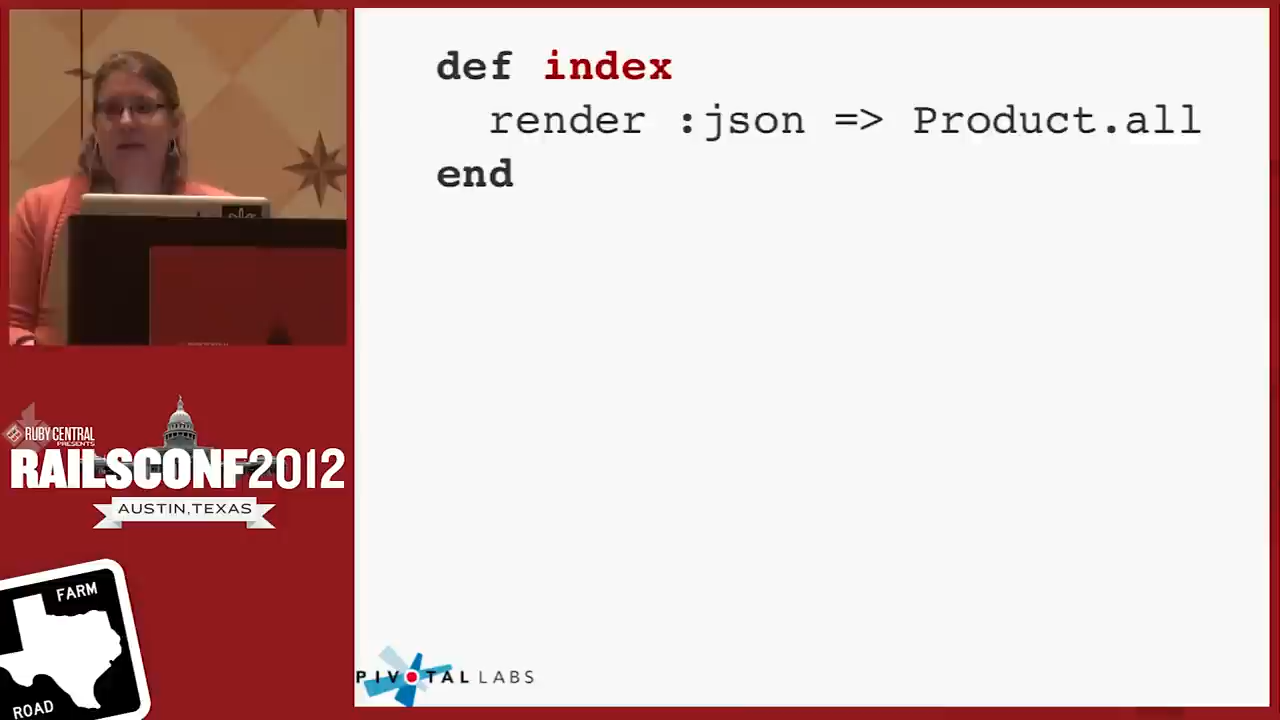 def index
  render :json => Product.all
end
RUBY CENTRAL
PRESENTS
RAILSCONF2012
AUSTIN, TEXAS
FARM
ROAD
PIVOTAL LABS